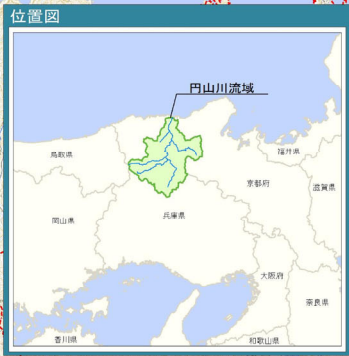 位置図
円山川流域
鳥取県
福井県
京都府
滋賀県
岡山県
兵庫県
大阪府
奈良県
香川県
和歌山県